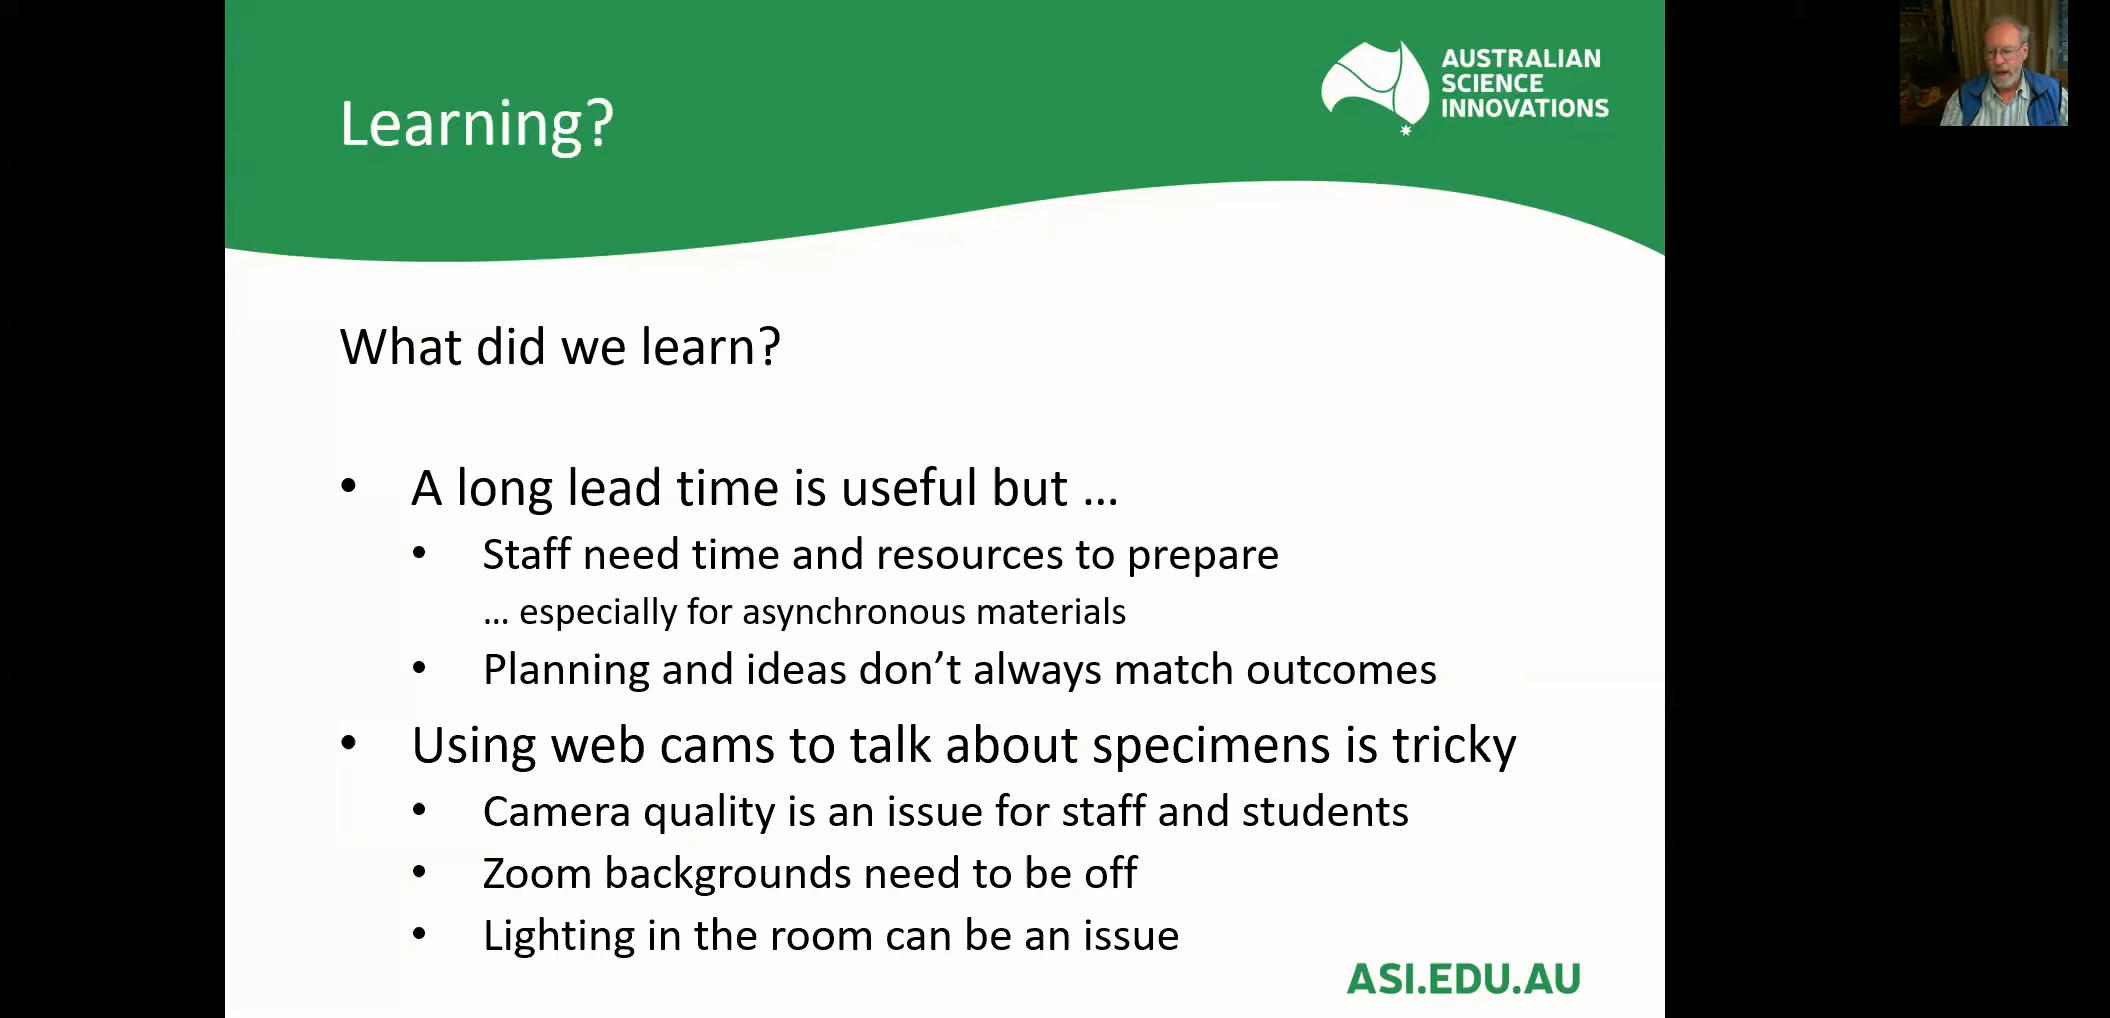 Learning?
AUSTRALIAN
SCIENCE
INNOVATIONS
What did we learn?
• A long lead time is useful but ...
• Staff need time and resources to prepare
... especially for asynchronous materials
• Planning and ideas don’t always match outcomes
• Using web cams to talk about specimens is tricky
• Camera quality is an issue for staff and students
• Zoom backgrounds need to be off
• Lighting in the room can be an issue
ASI.EDU.AU